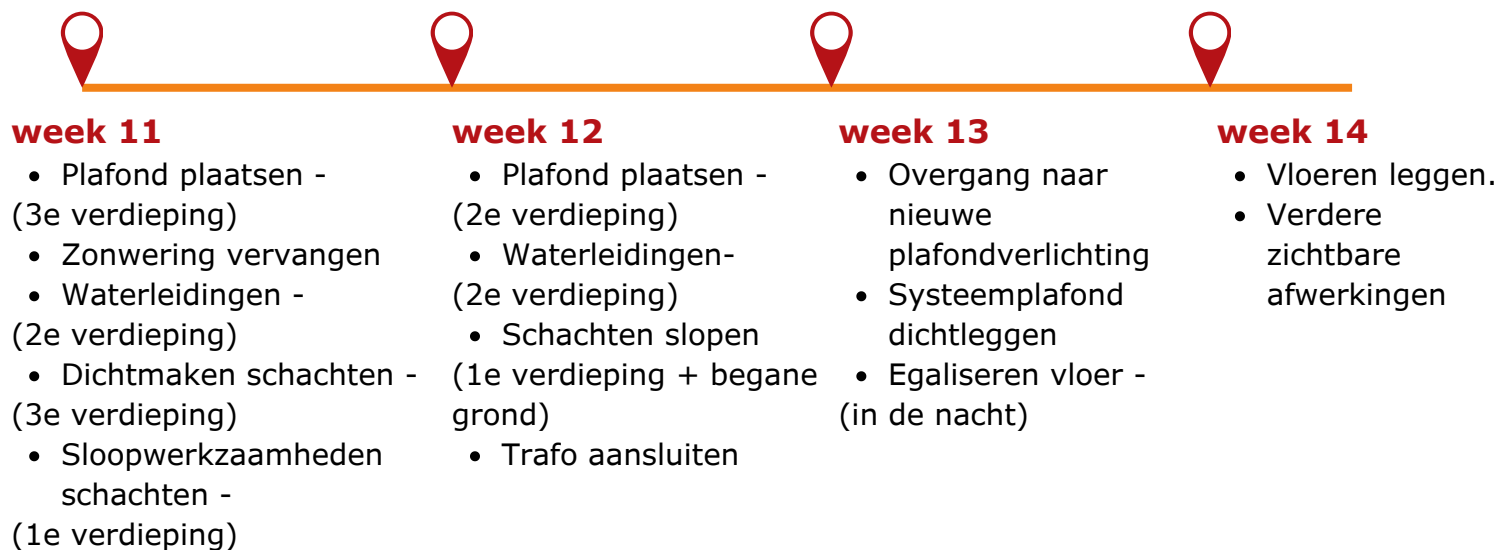 week 11
• Plafond plaatsen -
(3e verdieping)
• Zonwering vervangen
• Waterleidingen -
(2e verdieping)
• Dichtmaken schachten -
(3e verdieping)
• Sloopwerkzaamheden
schachten -
(1e verdieping)
week 12
• Plafond plaatsen -
(2e verdieping)
• Waterleidingen-
(2e verdieping)
• Schachten slopen
(1e verdieping + begane
grond)
• Trafo aansluiten
week 13
• Overgang naar
nieuwe
plafondverlichting
• Systeemplafond
dichtleggen
• Egaliseren vloer -
(in de nacht)
week 14
• Vloeren leggen.
• Verdere
zichtbare
afwerkingen